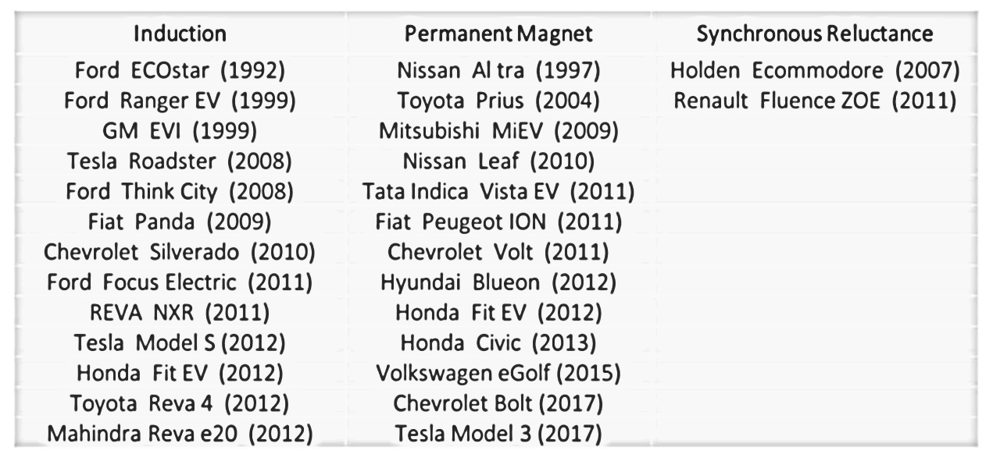 Induction Permanent Magnet Synchronous Reluctance
Ford ECOstar (1992) Nissan Al tra (1997) Holden Ecommodore (2007)
Ford Ranger EV (1999) Toyota Prius (2004) Renault Fluence ZOE (2011)
GM EVI (1999) Mitsubishi MiEV (2009)
Tesla Roadster (2008) Nissan Leaf (2010)
Ford Think City (2008) Tata Indica Vista EV (2011)
Fiat Panda (2009) Fiat Peugeot ION (2011)
Chevrolet Silverado (2010) Chevrolet Volt (2011)
Ford Focus Electric (2011) Hyundai Blueon (2012)
REVA NXR (2011) Honda Fit EV (2012)
Tesla Model S (2012) Honda Civic (2013)
Honda Fit EV (2012) Volkswagen eGolf (2015)
Toyota Reva 4 (2012) Chevrolet Bolt (2017)
Mahindra Reva e20 (2012) Tesla Model 3 (2017)